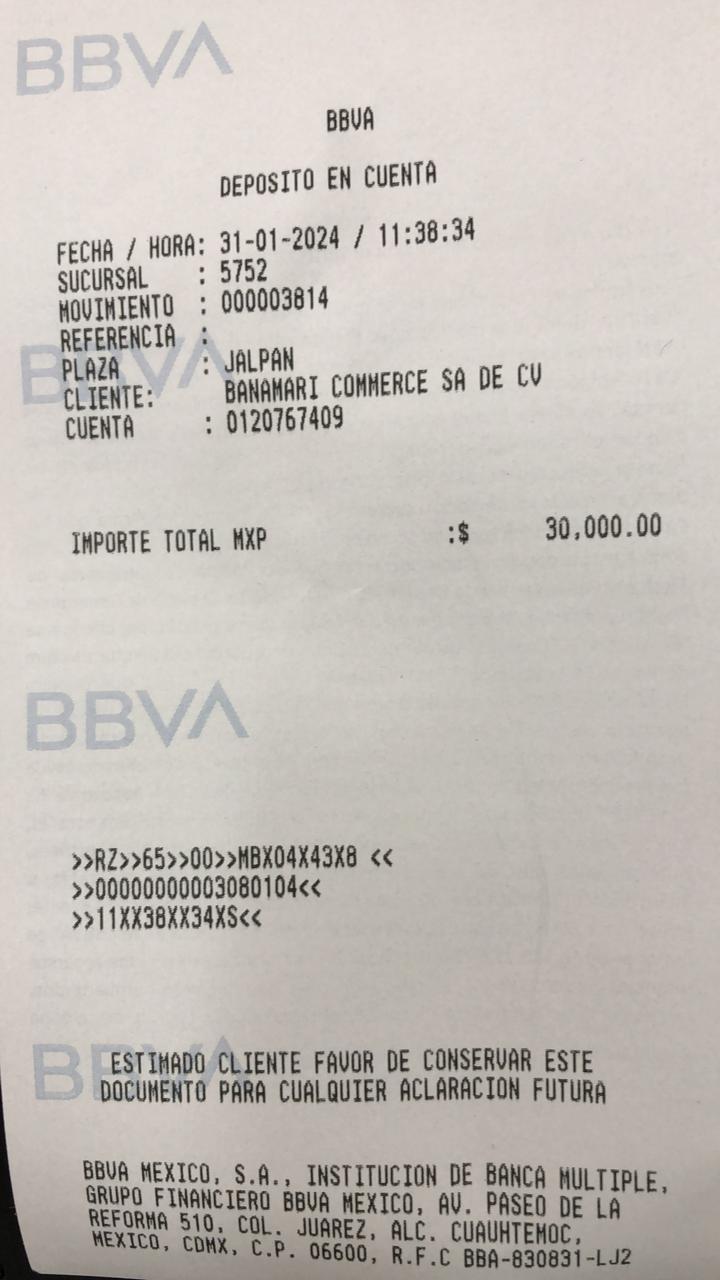 BBVA
BBVA
DEPOSITO EN CUENTA
FECHA / HORA: 31-01-2024 / 11:38:34
SUCURSAL : 5752
MOVIMIENTO : 000003814
REFERENCIA :
BBVA
PLAZA : JALPAN
CLIENTE: BANAMARI COMMERCE SA DE CV
CUENTA : 0120767409
IMPORTE TOTAL MXP :$ 30,000.00
BBVA
>>RZ>>65>>00>>MBX04X43X8 <<
>>00000000003080104<<
>>11XX38XX34XS<<
BBVA
ESTIMADO CLIENTE FAVOR DE CONSERVAR ESTE
DOCUMENTO PARA CUALQUIER ACLARACION FUTURA
BBVA MEXICO, S.A., INSTITUCION DE BANCA MULTIPLE,
GRUPO FINANCIERO BBVA MEXICO, AV. PASEO DE LA
REFORMA 510, COL. JUAREZ, ALC. CUAUHTEMOC,
MEXICO, CDMX, C.P. 06600, R.F.C BBA-830831-LJ2